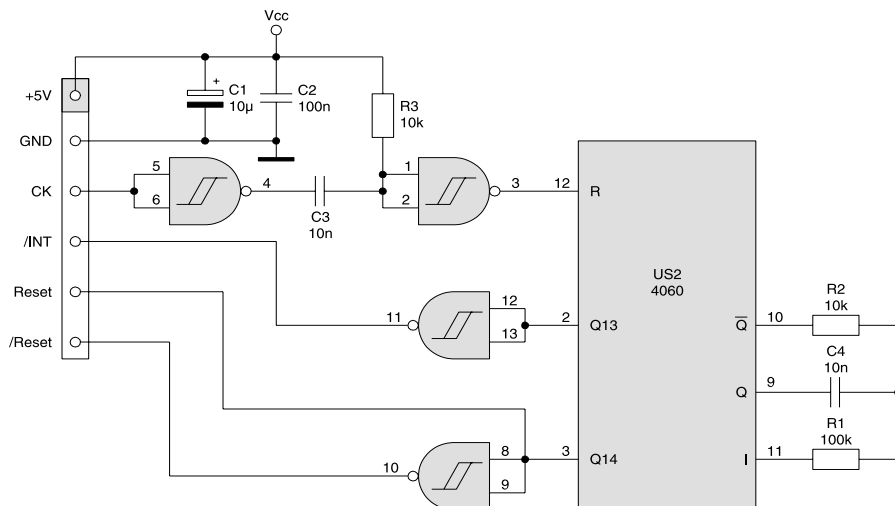 Vcc
+5V
GND
CK
/INT
Reset
/Reset
+
C1
10µ
C2
100n
R3
10k
5
6
4
C3
10n
1
2
3
12
R
US2
4060
11
12
13
2
Q13
10
8
9
3
Q14
Q̅
10
R2
10k
Q
9
C4
10n
I
11
R1
100k